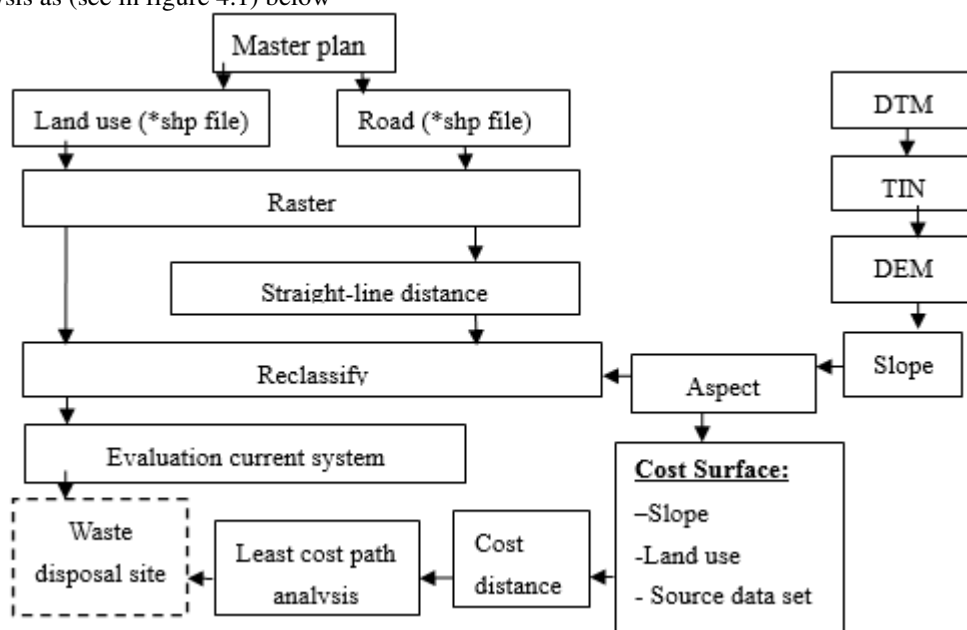 ysis as (see in figure 4.1) below
Master plan
Land use (*shp file)
Road (*shp file)
DTM
TIN
Raster
DEM
Straight-line distance
Slope
Reclassify
Aspect
Evaluation current system
Cost Surface:
–Slope
-Land use
- Source data set
Waste
disposal site
Least cost path
analysis
Cost
distance